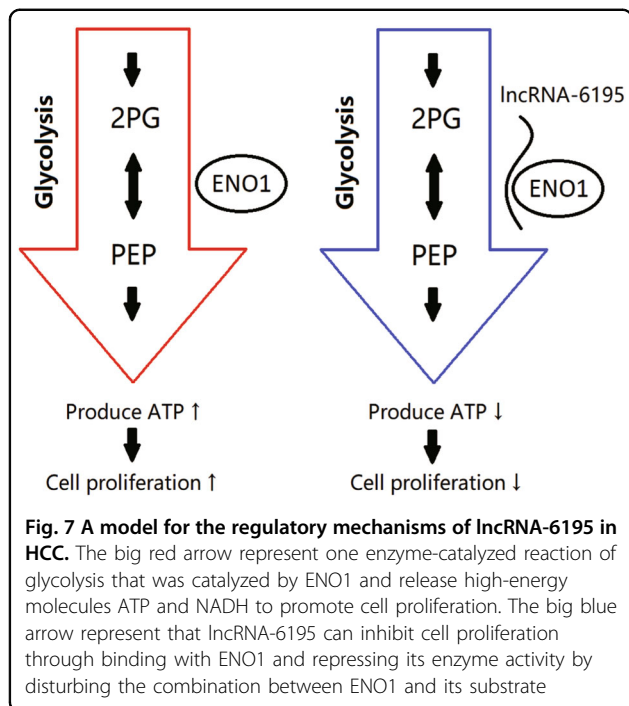 Glycolysis
2PG
ENO1
PEP
Produce ATP ↑
Cell proliferation ↑
Glycolysis
2PG
lncRNA-6195
ENO1
PEP
Produce ATP ↓
Cell proliferation ↓
Fig. 7 A model for the regulatory mechanisms of lncRNA-6195 in
HCC. The big red arrow represent one enzyme-catalyzed reaction of
glycolysis that was catalyzed by ENO1 and release high-energy
molecules ATP and NADH to promote cell proliferation. The big blue
arrow represent that lncRNA-6195 can inhibit cell proliferation
through binding with ENO1 and repressing its enzyme activity by
disturbing the combination between ENO1 and its substrate